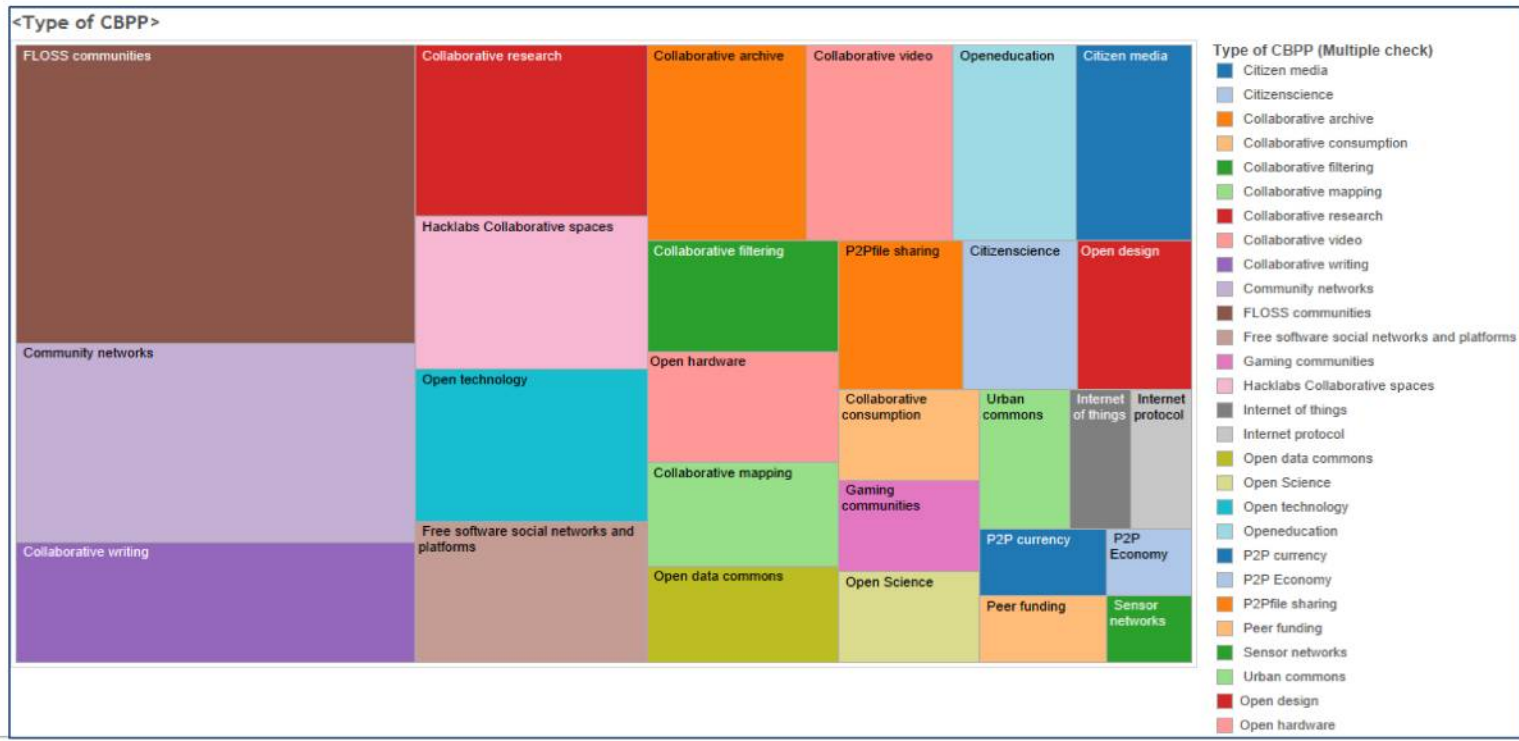 <Type of CBPP>
FLOSS communities
Community networks
Collaborative writing
Collaborative research
Hacklabs Collaborative spaces
Open technology
Free software social networks and
platforms
Collaborative archive
Collaborative video
Openeducation
Citizen media
Collaborative filtering
Open hardware
Collaborative mapping
Open data commons
P2Pfile sharing
Citizenscience
Open design
Collaborative
consumption
Gaming
communities
Open Science
Urban
commons
Internet
of things
Internet
protocol
P2P currency
P2P
Economy
Peer funding
Sensor
networks
Type of CBPP (Multiple check)
Citizen media
Citizenscience
Collaborative archive
Collaborative consumption
Collaborative filtering
Collaborative mapping
Collaborative research
Collaborative video
Collaborative writing
Community networks
FLOSS communities
Free software social networks and platforms
Gaming communities
Hacklabs Collaborative spaces
Internet of things
Internet protocol
Open data commons
Open Science
Open technology
Openeducation
P2P currency
P2P Economy
P2Pfile sharing
Peer funding
Sensor networks
Urban commons
Open design
Open hardware